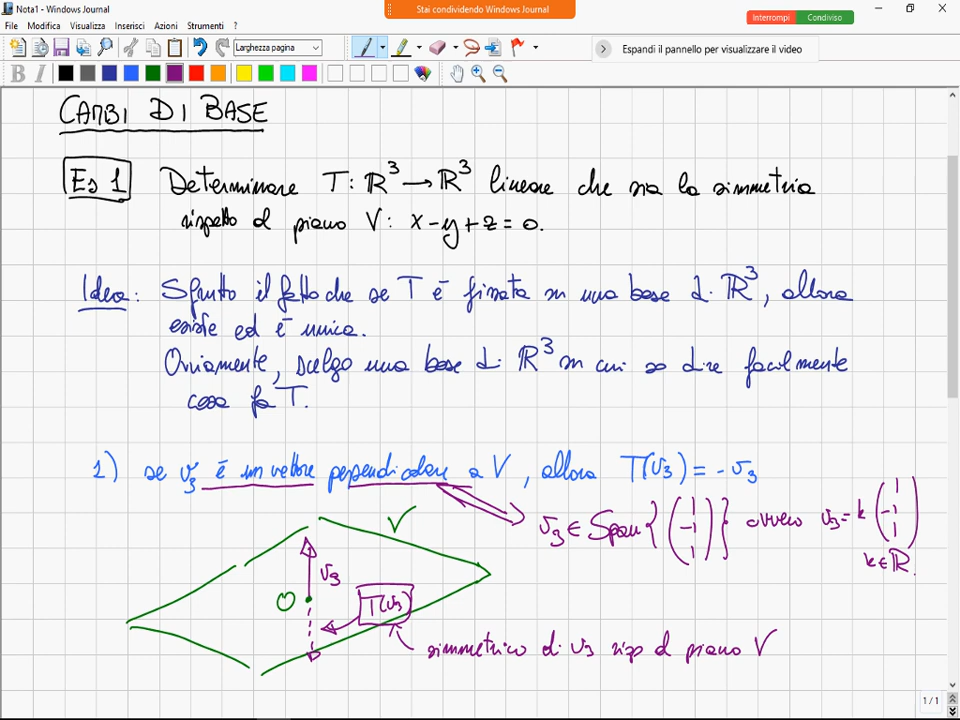 Nota1 - Windows Journal
Stai condividendo Windows Journal
Interrompi
Condiviso
File Modifica Visualizza Inserisci Azioni Strumenti ?
Larghezza pagina
Espandi il pannello per visualizzare il video
B I
CAMBI DI BASE
Es 1 Determinare T: ℝ³ → ℝ³ lineare che sia la simmetria
rispetto al piano V: x - y + z = 0.
Idea: Sfrutto il fatto che se T è fissata su una base di ℝ³, allora
esiste ed è unica.
Ovviamente, scelgo una base di ℝ³ in cui so dire facilmente
cosa fa T.
1) se v₃ è un vettore perpendicolare a V, allora T(v₃) = -v₃
v₃ ∈ Span{(1 -1 1)} ovvero v₃ = k (1 -1 1)
k ∈ ℝ.
V
v₃
O
T(v₃)
simmetrico di v₃ risp al piano V
1 / 1